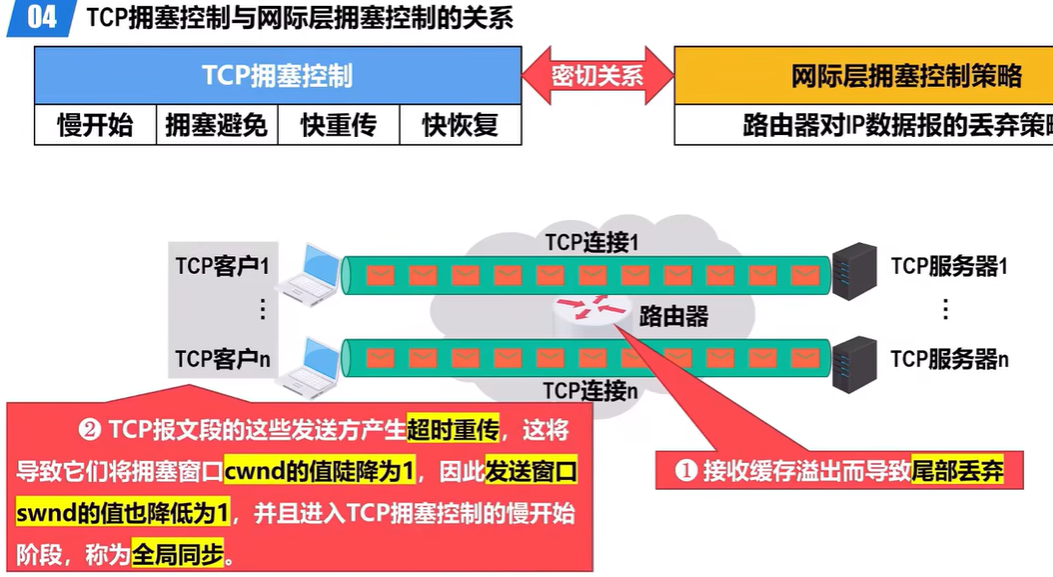 04 TCP拥塞控制与网际层拥塞控制的关系
TCP拥塞控制
密切关系
网际层拥塞控制策略
慢开始 拥塞避免 快重传 快恢复
路由器对IP数据报的丢弃策
TCP连接1
TCP客户1
TCP服务器1
路由器
TCP客户n
TCP服务器n
TCP连接n
❷ TCP报文段的这些发送方产生超时重传，这将
导致它们将拥塞窗口cwnd的值陡降为1，因此发送窗口
swnd的值也降低为1，并且进入TCP拥塞控制的慢开始
阶段，称为全局同步。
❶ 接收缓存溢出而导致尾部丢弃